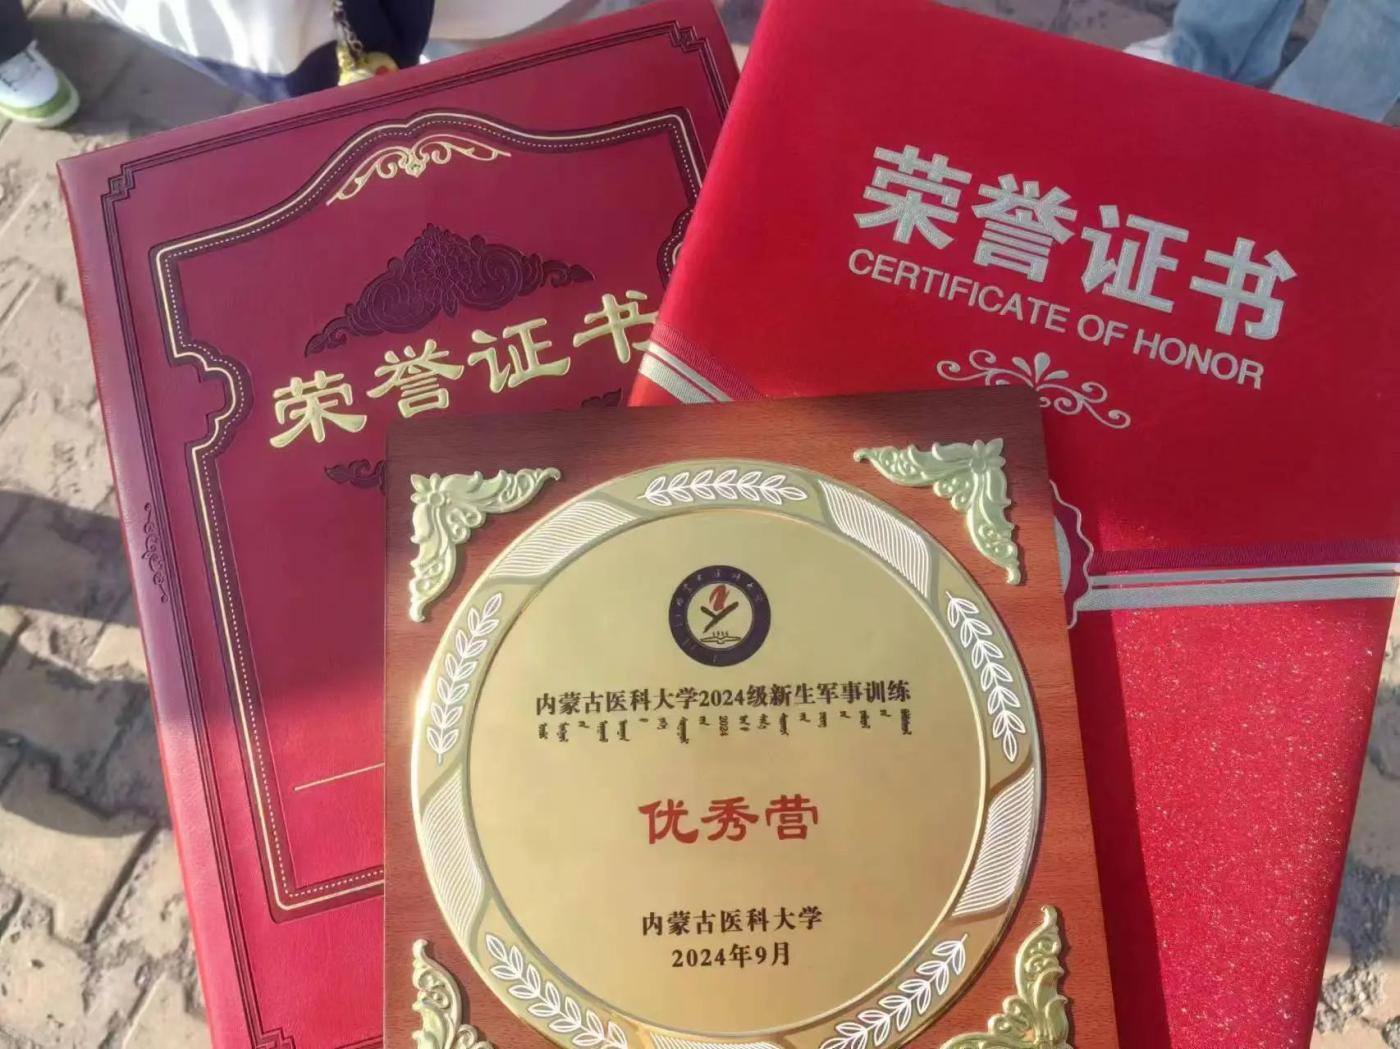 荣誉证书
荣誉证书
CERTIFICATE OF HONOR
内蒙古医科大学2024级新生军事训练
优秀营
内蒙古医科大学
2024年9月